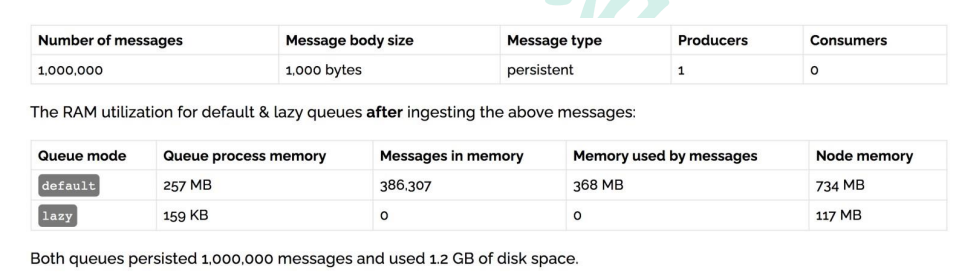 Number of messages Message body size Message type Producers Consumers
1,000,000 1,000 bytes persistent 1 0
The RAM utilization for default & lazy queues after ingesting the above messages:
Queue mode Queue process memory Messages in memory Memory used by messages Node memory
default 257 MB 386,307 368 MB 734 MB
lazy 159 KB 0 0 117 MB
Both queues persisted 1,000,000 messages and used 1.2 GB of disk space.